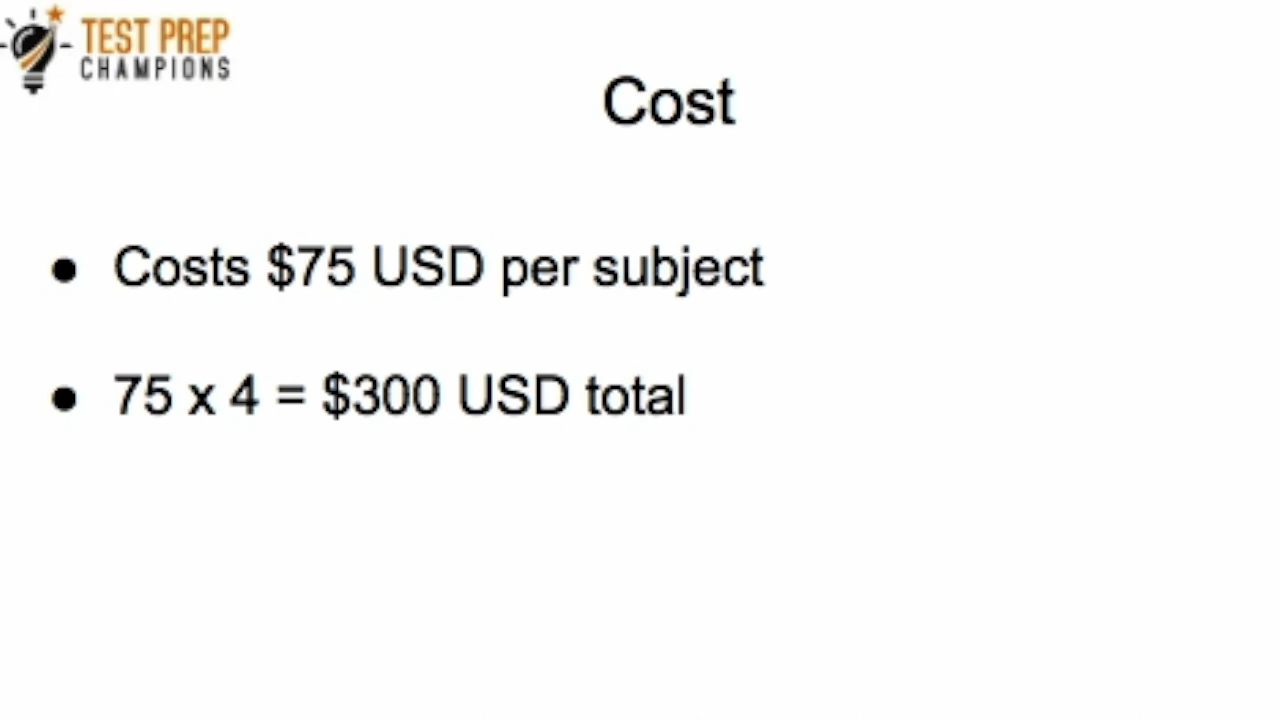 TEST PREP
CHAMPIONS
Cost
● Costs $75 USD per subject
● 75 x 4 = $300 USD total